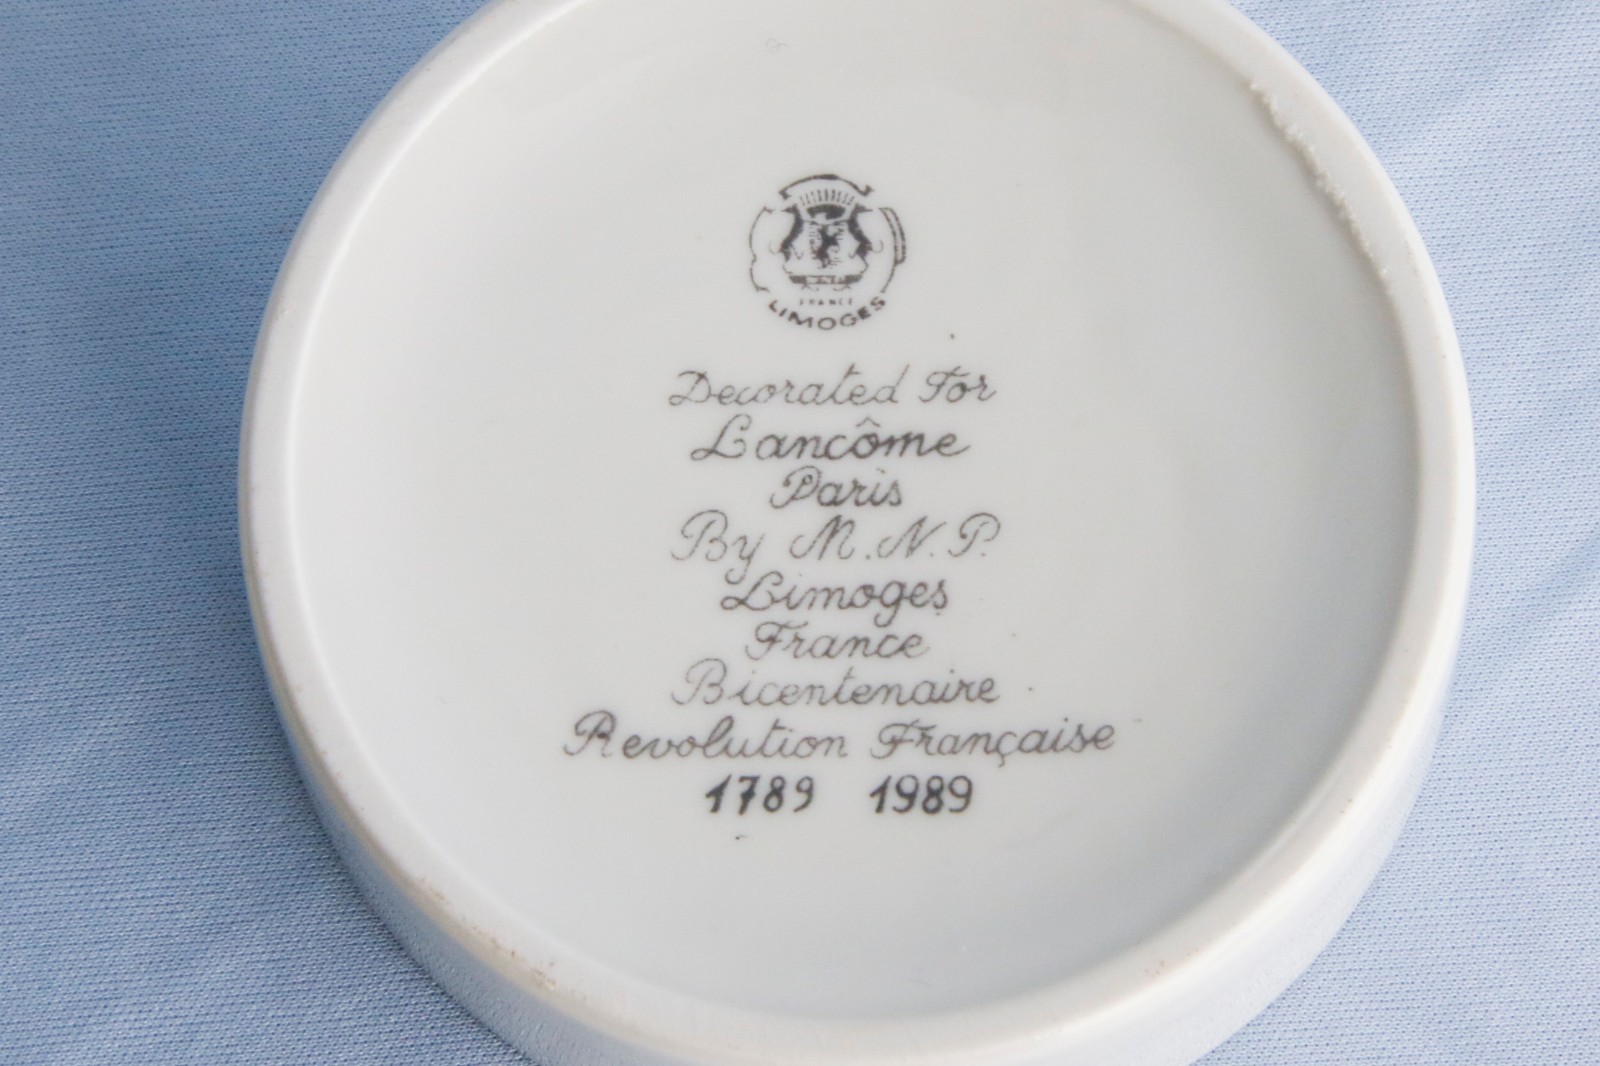 FRANCE
LIMOGES
Decorated For
Lancôme
Paris
By M.N.P.
Limoges
France
Bicentenaire
Revolution Française
1789 1989